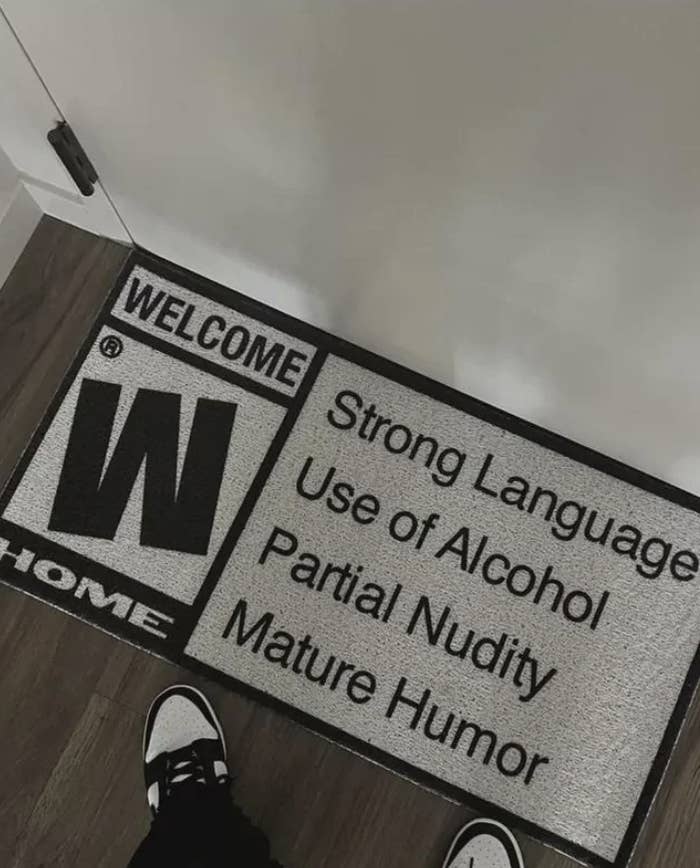 WELCOME
®
W
HOME
Strong Language
Use of Alcohol
Partial Nudity
Mature Humor